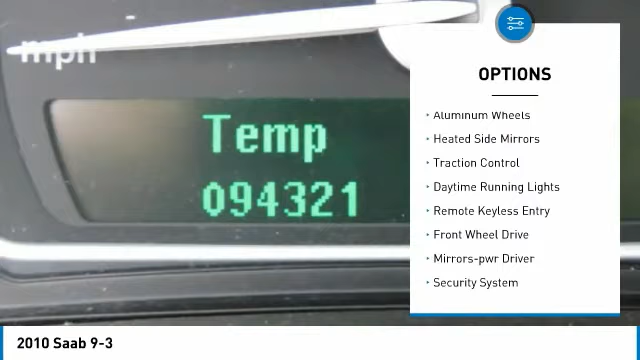 mph
Temp
094321
OPTIONS
Aluminum Wheels
Heated Side Mirrors
Traction Control
Daytime Running Lights
Remote Keyless Entry
Front Wheel Drive
Mirrors-pwr Driver
Security System
2010 Saab 9-3